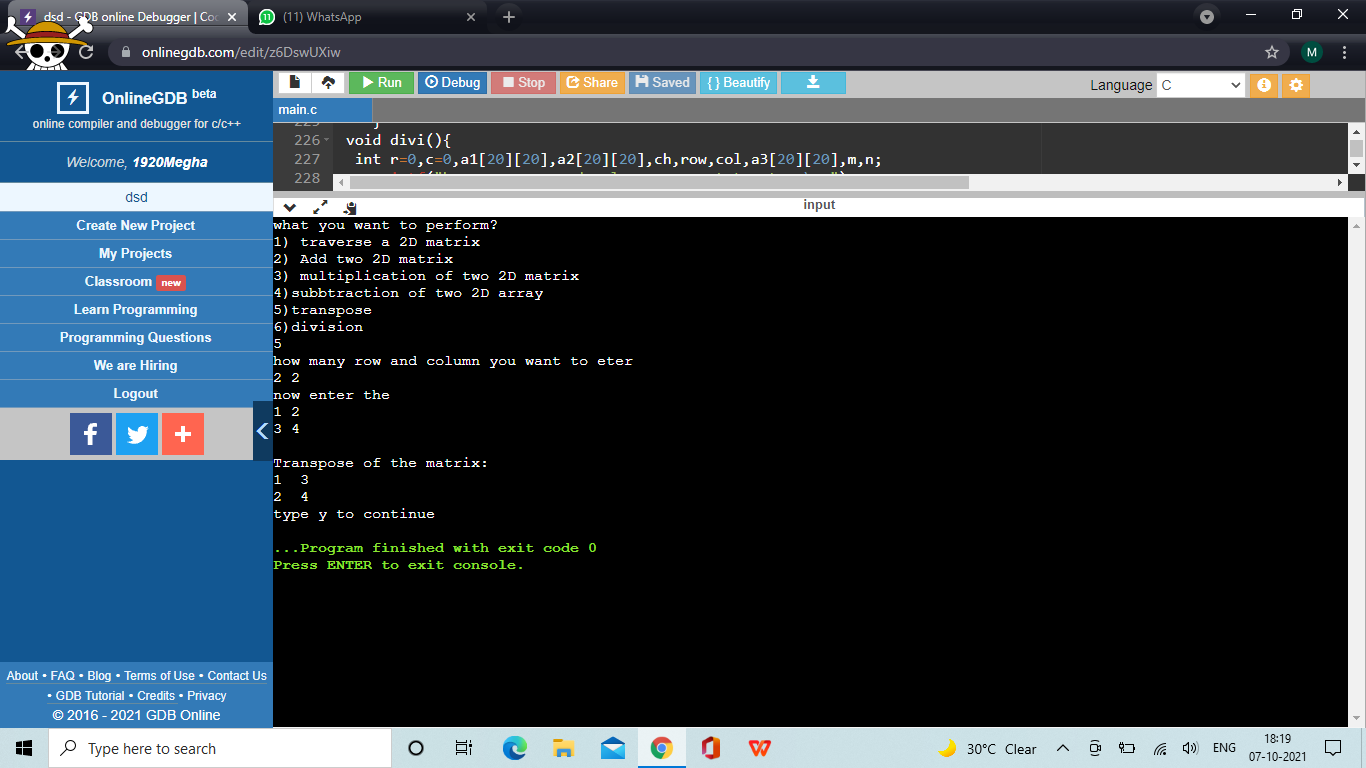 dsd - GDB online Debugger | Coc
(11) WhatsApp
onlinegdb.com/edit/z6DswUXiw
M
OnlineGDB beta
online compiler and debugger for c/c++
Welcome, 1920Megha
dsd
Create New Project
My Projects
Classroom new
Learn Programming
Programming Questions
We are Hiring
Logout
About • FAQ • Blog • Terms of Use • Contact Us
• GDB Tutorial • Credits • Privacy
© 2016 - 2021 GDB Online
Run Debug Stop Share Saved { } Beautify
Language C
main.c
225 }
226 void divi(){
227 int r=0,c=0,a1[20][20],a2[20][20],ch,row,col,a3[20][20],m,n;
228
input
what you want to perform?
1) traverse a 2D matrix
2) Add two 2D matrix
3) multiplication of two 2D matrix
4)subbtraction of two 2D array
5)transpose
6)division
5
how many row and column you want to eter
2 2
now enter the
1 2
3 4
Transpose of the matrix:
1 3
2 4
type y to continue
...Program finished with exit code 0
Press ENTER to exit console.
Type here to search
30°C Clear
ENG
18:19
07-10-2021